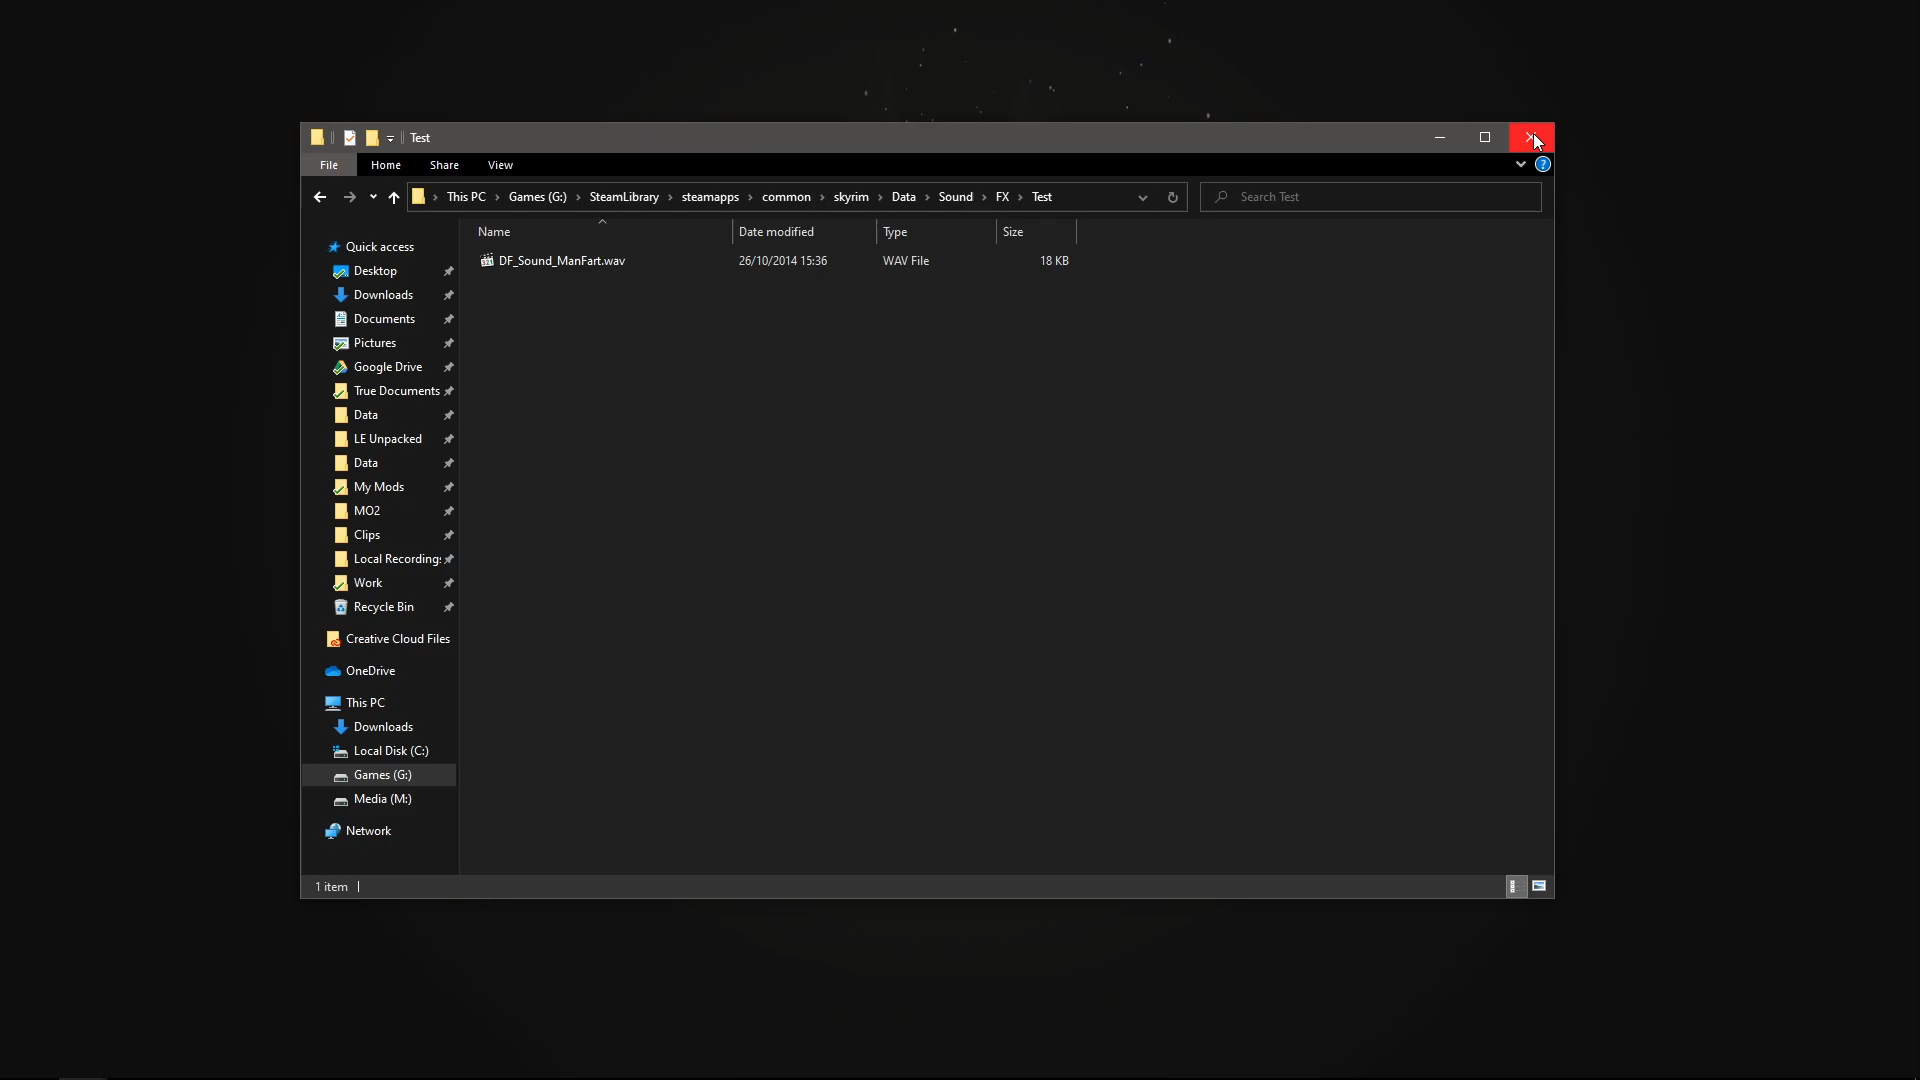 Test
File Home Share View
This PC Games (G:) SteamLibrary steamapps common skyrim Data Sound FX Test Search Test
Name Date modified Type Size
DF_Sound_ManFart.wav 26/10/2014 15:36 WAV File 18 KB
Quick access
Desktop
Downloads
Documents
Pictures
Google Drive
True Documents
Data
LE Unpacked
Data
My Mods
MO2
Clips
Local Recording
Work
Recycle Bin
Creative Cloud Files
OneDrive
This PC
Downloads
Local Disk (C:)
Games (G:)
Media (M:)
Network
1 item